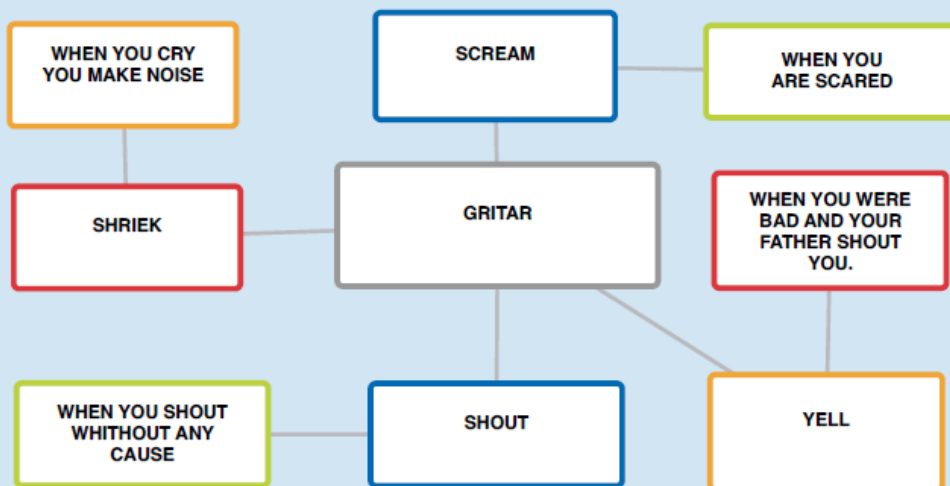 WHEN YOU CRY
YOU MAKE NOISE
SCREAM
WHEN YOU
ARE SCARED
SHRIEK
GRITAR
WHEN YOU WERE
BAD AND YOUR
FATHER SHOUT
YOU.
WHEN YOU SHOUT
WHITHOUT ANY
CAUSE
SHOUT
YELL